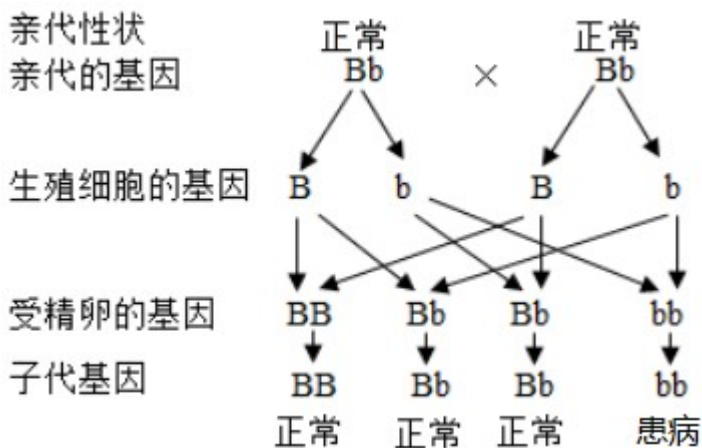 亲代性状 正常 正常
亲代的基因 Bb × Bb
生殖细胞的基因 B b B b
受精卵的基因 BB Bb Bb bb
子代基因 BB Bb Bb bb
正常 正常 正常 患病